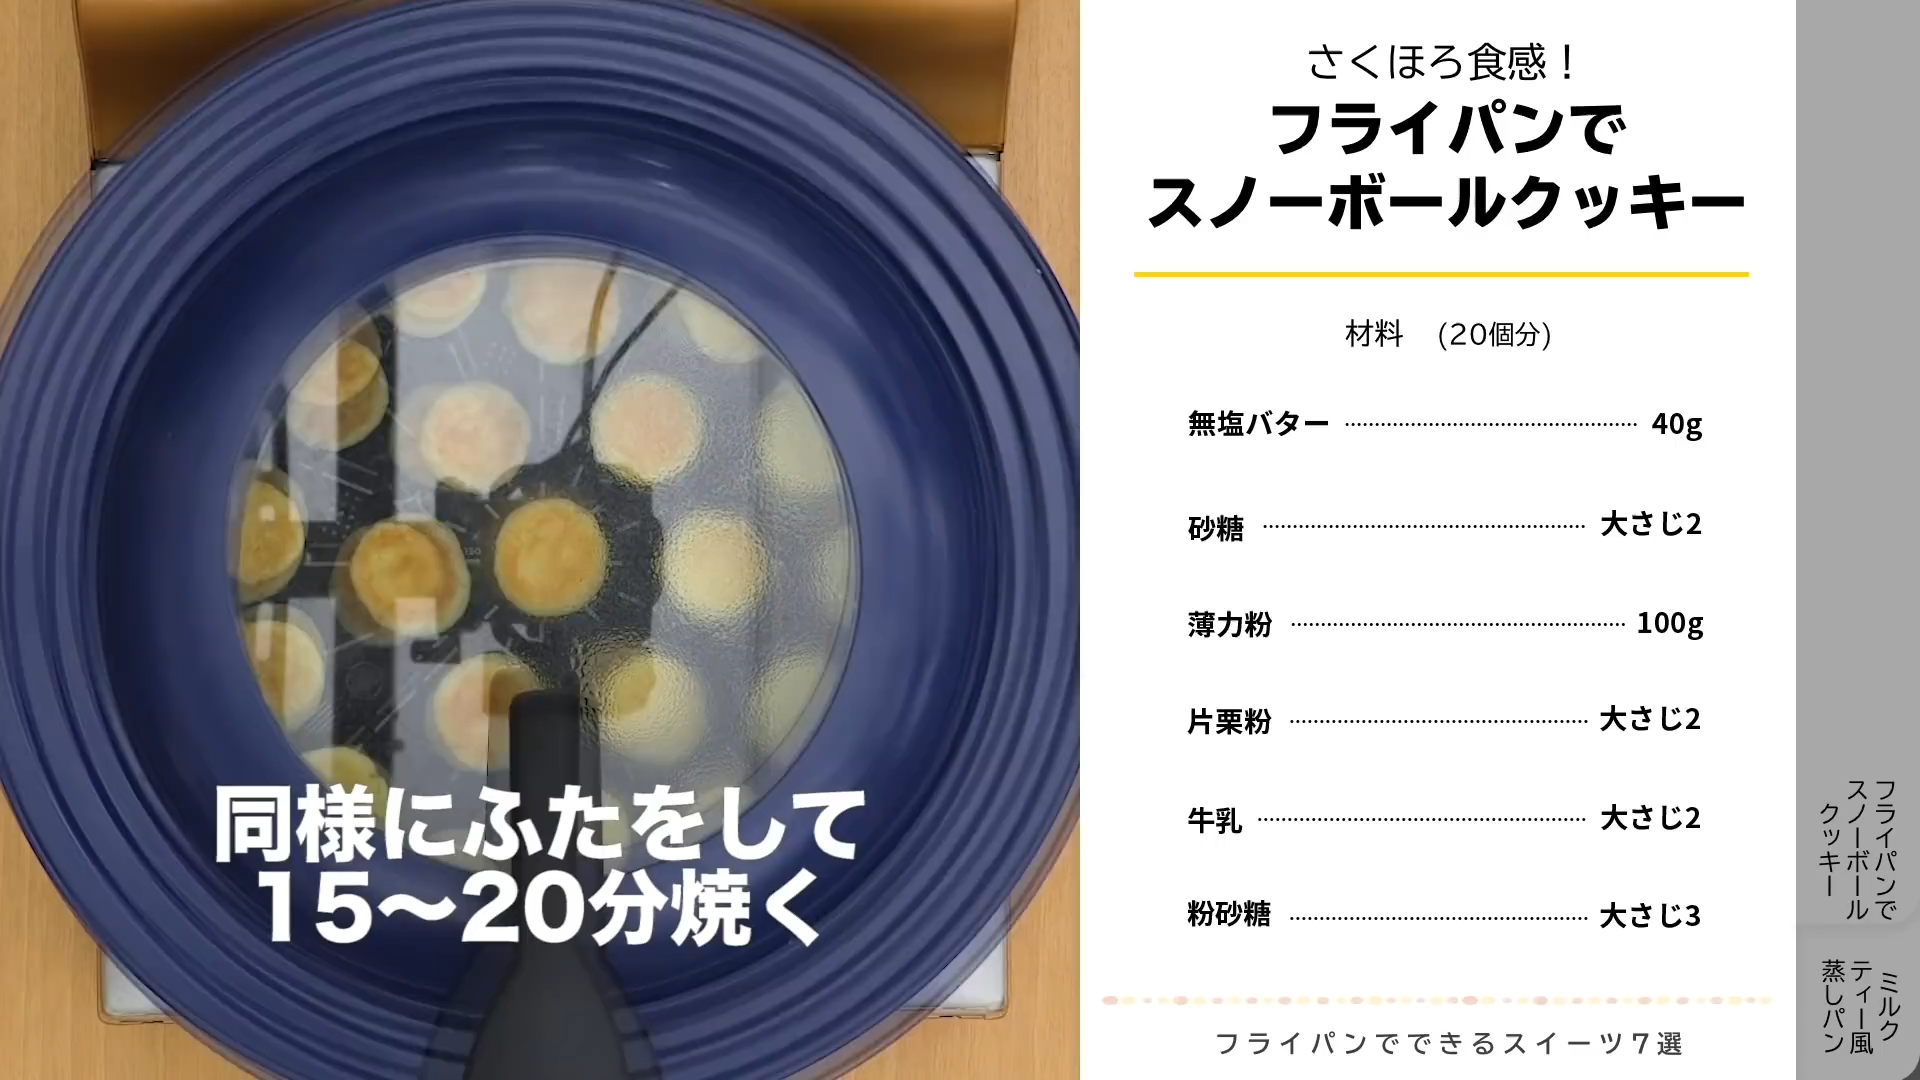 同様にふたをして
15〜20分焼く
さくほろ食感！
フライパンで
スノーボールクッキー
材料　(20個分)
無塩バター 40g
砂糖 大さじ2
薄力粉 100g
片栗粉 大さじ2
牛乳 大さじ2
粉砂糖 大さじ3
フライパンでできるスイーツ７選
フライパンで
スノーボール
クッキー
ミルク
ティー風
蒸しパン